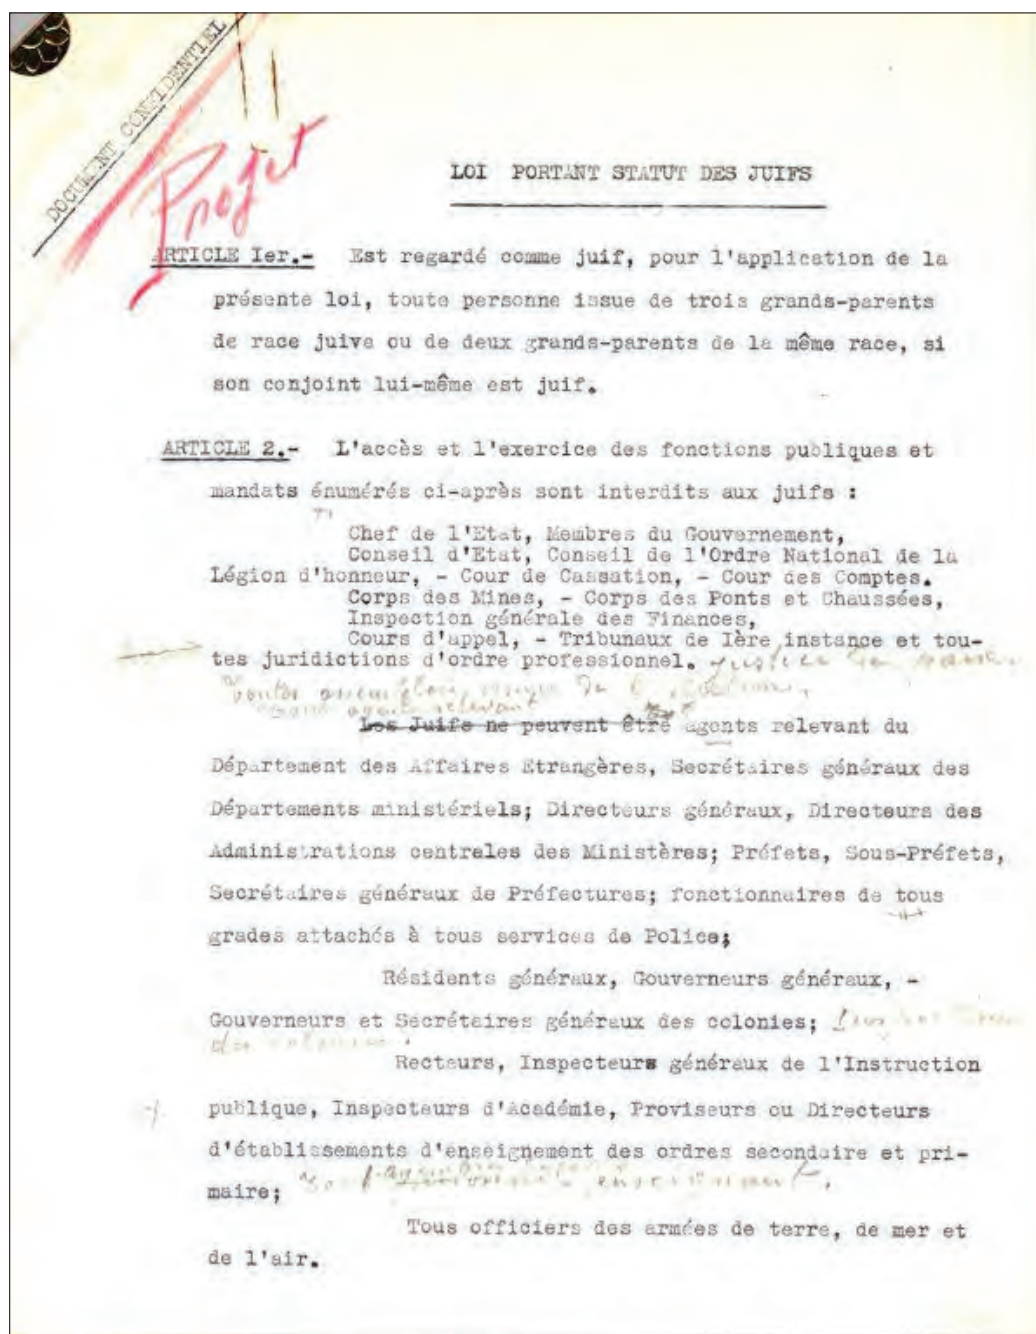 DOCUMENT CONFIDENTIEL
Projet
LOI PORTANT STATUT DES JUIFS
ARTICLE Ier.- Est regardé comme juif, pour l'application de la
présente loi, toute personne issue de trois grands-parents
de race juive ou de deux grands-parents de la même race, si
son conjoint lui-même est juif.
ARTICLE 2.- L'accès et l'exercice des fonctions publiques et
mandats énumérés ci-après sont interdits aux juifs :
Chef de l'Etat, Membres du Gouvernement,
Conseil d'Etat, Conseil de l'Ordre National de la
Légion d'honneur, - Cour de Cassation, - Cour des Comptes.
Corps des Mines, - Corps des Ponts et Chaussées,
Inspection générale des Finances,
Cours d'appel, - Tribunaux de Ière instance et tou-
tes juridictions d'ordre professionnel. justice de
Les Juifs ne peuvent être agents relevant du
Département des Affaires Etrangères, Secrétaires généraux des
Départements ministériels; Directeurs généraux, Directeurs des
Administrations centrales des Ministères; Préfets, Sous-Préfets,
Secrétaires généraux de Préfectures; fonctionnaires de tous
grades attachés à tous services de Police;
Résidents généraux, Gouverneurs généraux, -
Gouverneurs et Secrétaires généraux des colonies;
Recteurs, Inspecteurs généraux de l'Instruction
publique, Inspecteurs d'Académie, Proviseurs ou Directeurs
d'établissements d'enseignement des ordres secondaire et pri-
maire;
Tous officiers des armées de terre, de mer et
de l'air.